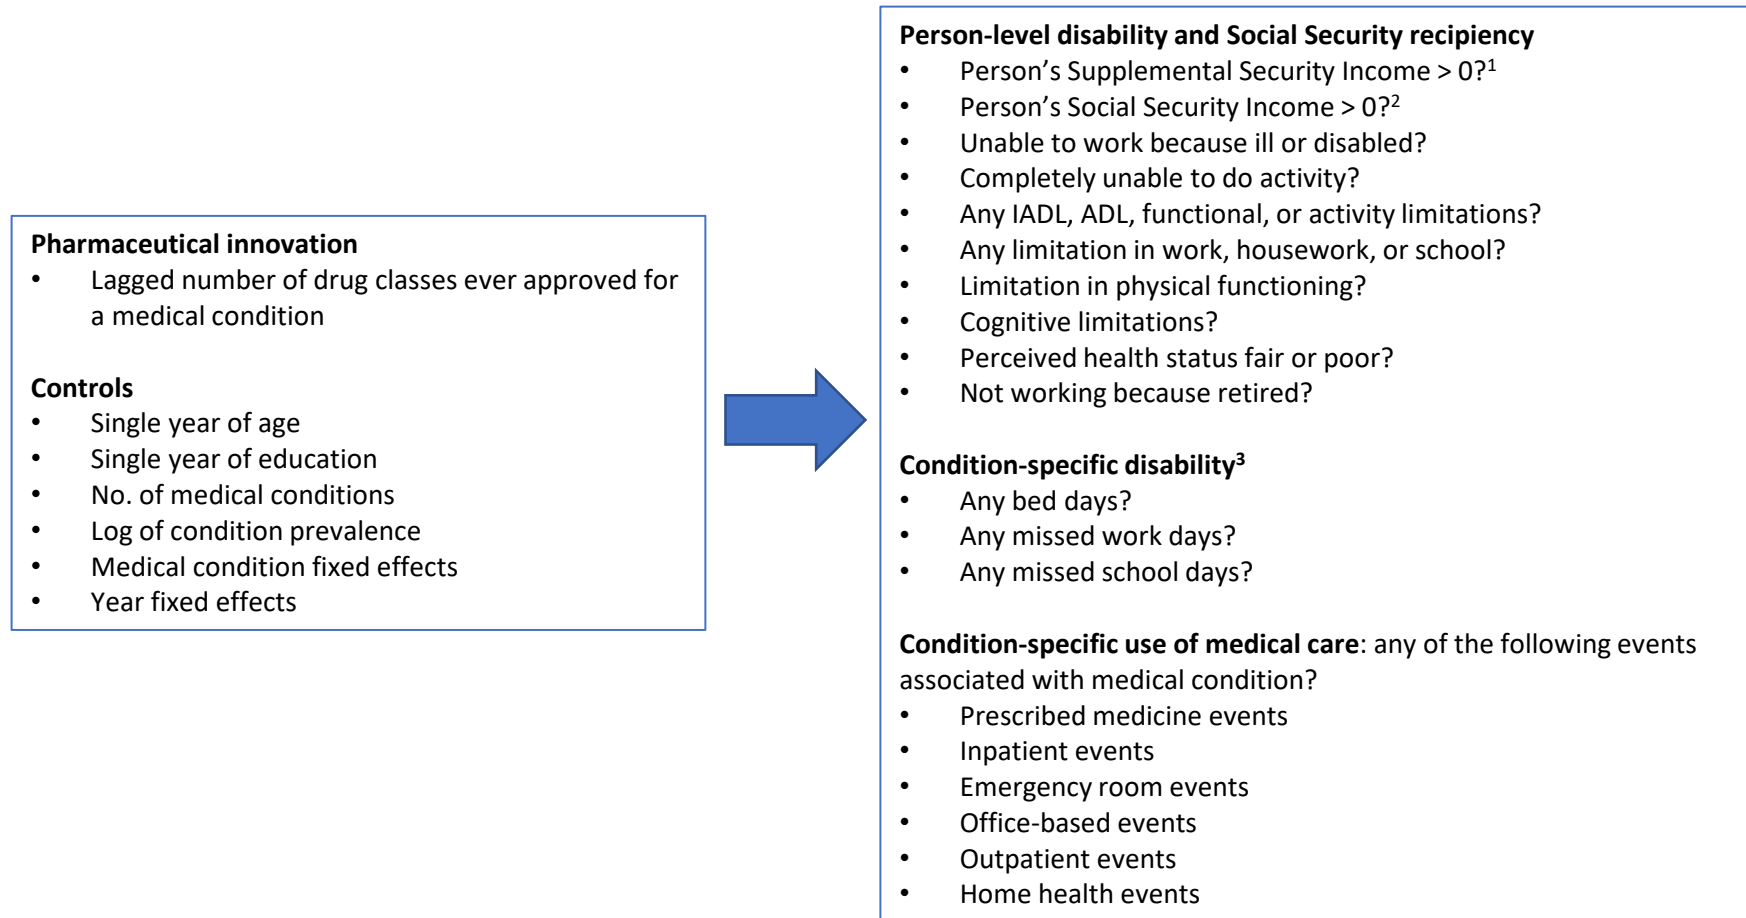 Pharmaceutical innovation
• Lagged number of drug classes ever approved for
a medical condition
Controls
• Single year of age
• Single year of education
• No. of medical conditions
• Log of condition prevalence
• Medical condition fixed effects
• Year fixed effects
Person-level disability and Social Security recipiency
• Person’s Supplemental Security Income > 0?¹
• Person’s Social Security Income > 0?²
• Unable to work because ill or disabled?
• Completely unable to do activity?
• Any IADL, ADL, functional, or activity limitations?
• Any limitation in work, housework, or school?
• Limitation in physical functioning?
• Cognitive limitations?
• Perceived health status fair or poor?
• Not working because retired?
Condition-specific disability³
• Any bed days?
• Any missed work days?
• Any missed school days?
Condition-specific use of medical care: any of the following events
associated with medical condition?
• Prescribed medicine events
• Inpatient events
• Emergency room events
• Office-based events
• Outpatient events
• Home health events